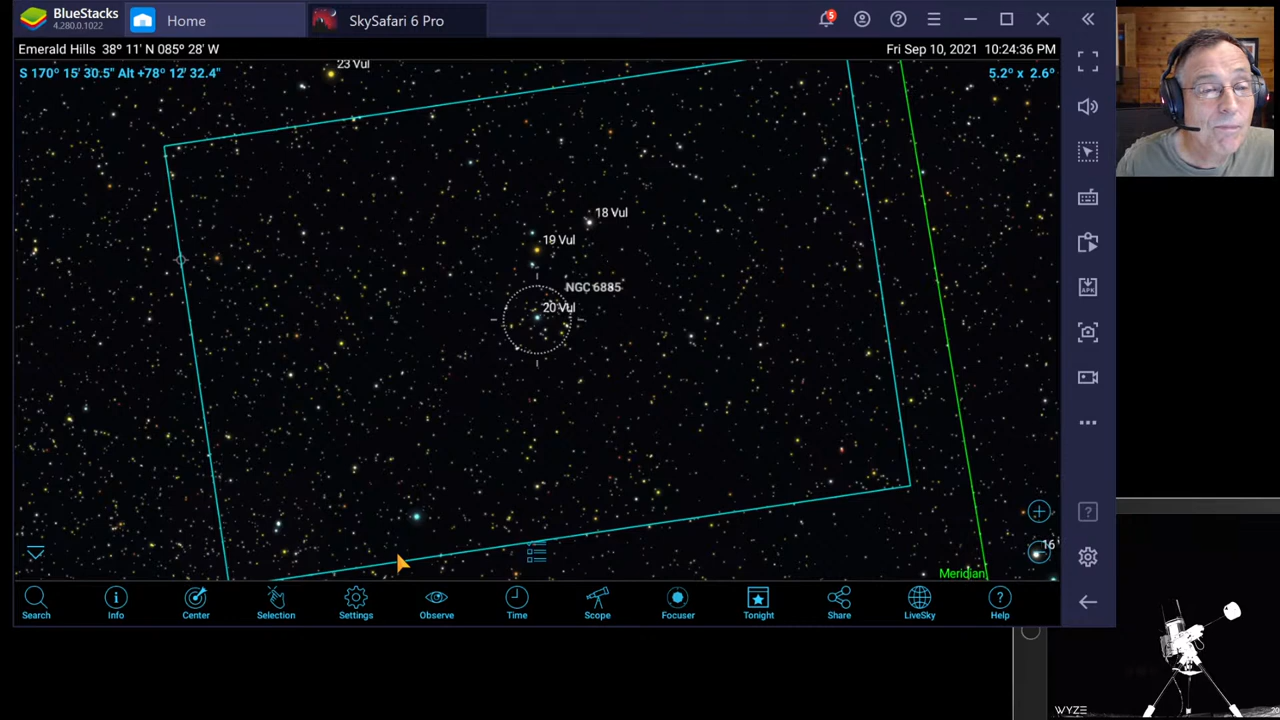 BlueStacks
4.280.0.1022
Home
SkySafari 6 Pro
5
Emerald Hills 38° 11' N 085° 28' W
Fri Sep 10, 2021 10:24:36 PM
S 170° 15' 30.5" Alt +78° 12' 32.4"
5.2° x 2.6°
23 Vul
18 Vul
19 Vul
NGC 6885
20 Vul
16
Meridian
APK
Search
Info
Center
Selection
Settings
Observe
Time
Scope
Focuser
Tonight
Share
LiveSky
Help
WYZE
20